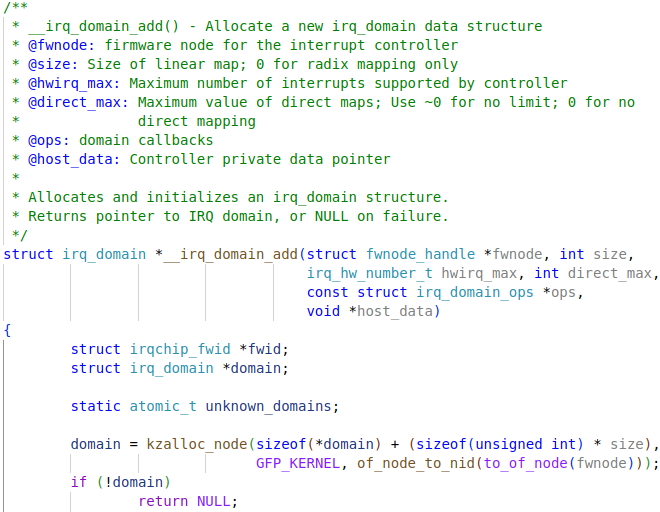 /**
 * __irq_domain_add() - Allocate a new irq_domain data structure
 * @fwnode: firmware node for the interrupt controller
 * @size: Size of linear map; 0 for radix mapping only
 * @hwirq_max: Maximum number of interrupts supported by controller
 * @direct_max: Maximum value of direct maps; Use ~0 for no limit; 0 for no
 *              direct mapping
 * @ops: domain callbacks
 * @host_data: Controller private data pointer
 *
 * Allocates and initializes an irq_domain structure.
 * Returns pointer to IRQ domain, or NULL on failure.
 */
struct irq_domain *__irq_domain_add(struct fwnode_handle *fwnode, int size,
                                    irq_hw_number_t hwirq_max, int direct_max,
                                    const struct irq_domain_ops *ops,
                                    void *host_data)
{
        struct irqchip_fwid *fwid;
        struct irq_domain *domain;

        static atomic_t unknown_domains;

        domain = kzalloc_node(sizeof(*domain) + (sizeof(unsigned int) * size),
                              GFP_KERNEL, of_node_to_nid(to_of_node(fwnode)));
        if (!domain)
                return NULL;